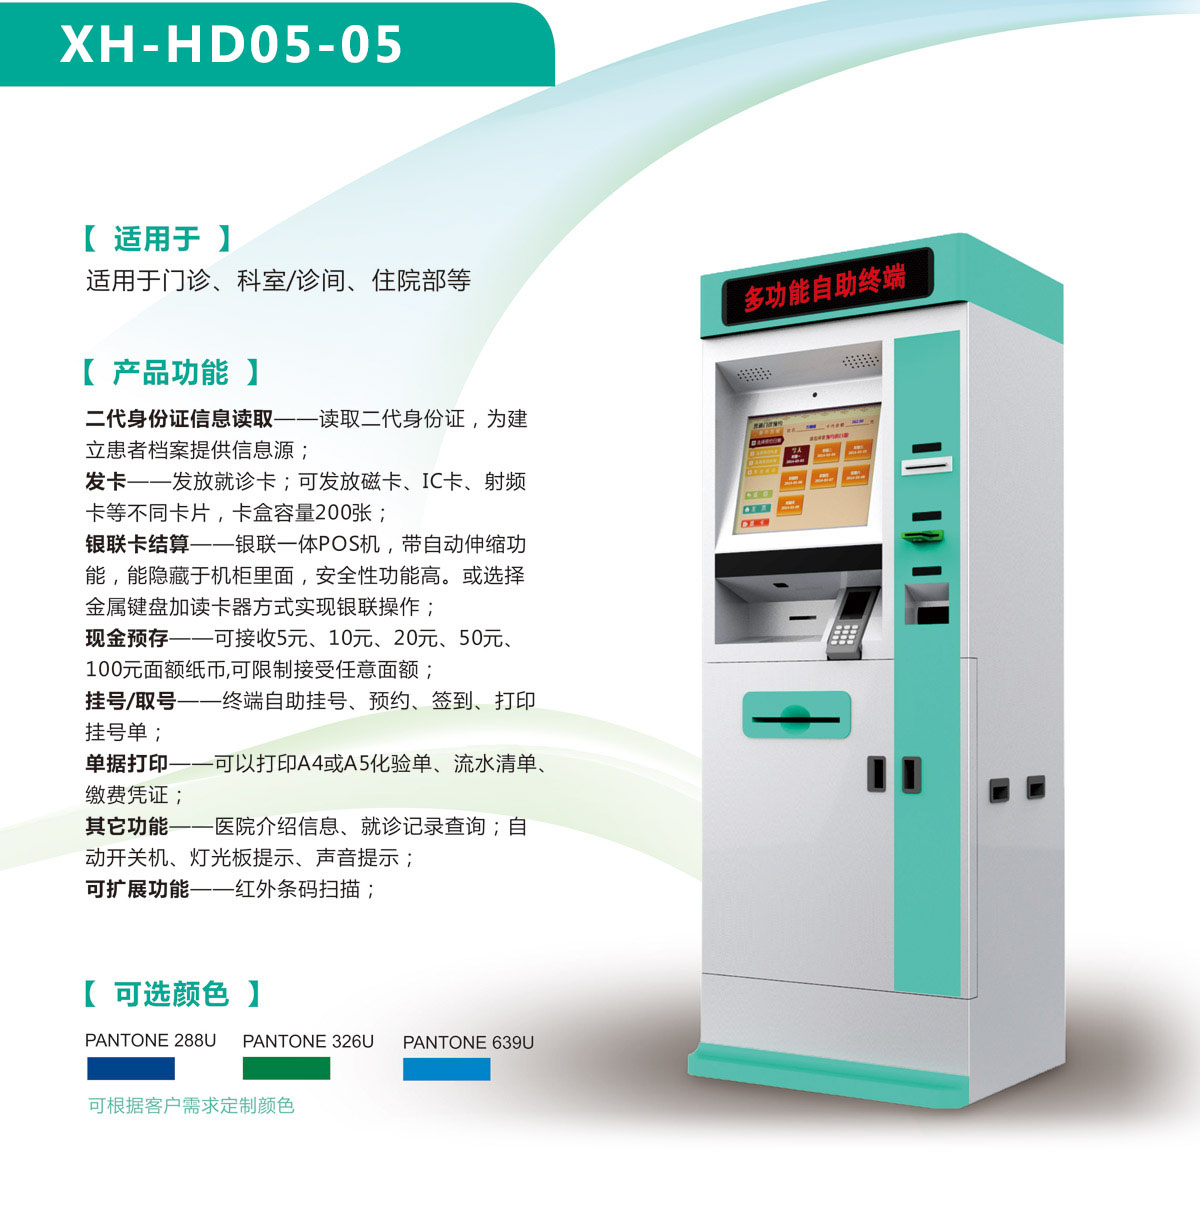 XH-HD05-05
【 适用于 】
适用于门诊、科室/诊间、住院部等
【 产品功能 】
二代身份证信息读取——读取二代身份证，为建
立患者档案提供信息源；
发卡——发放就诊卡；可发放磁卡、IC卡、射频
卡等不同卡片，卡盒容量200张；
银联卡结算——银联一体POS机，带自动伸缩功
能，能隐藏于机柜里面，安全性功能高。或选择
金属键盘加读卡器方式实现银联操作；
现金预存——可接收5元、10元、20元、50元、
100元面额纸币,可限制接受任意面额；
挂号/取号——终端自助挂号、预约、签到、打印
挂号单；
单据打印——可以打印A4或A5化验单、流水清单、
缴费凭证；
其它功能——医院介绍信息、就诊记录查询；自
动开关机、灯光板提示、声音提示；
可扩展功能——红外条码扫描；
【 可选颜色 】
PANTONE 288U PANTONE 326U PANTONE 639U
可根据客户需求定制颜色
多功能自助终端